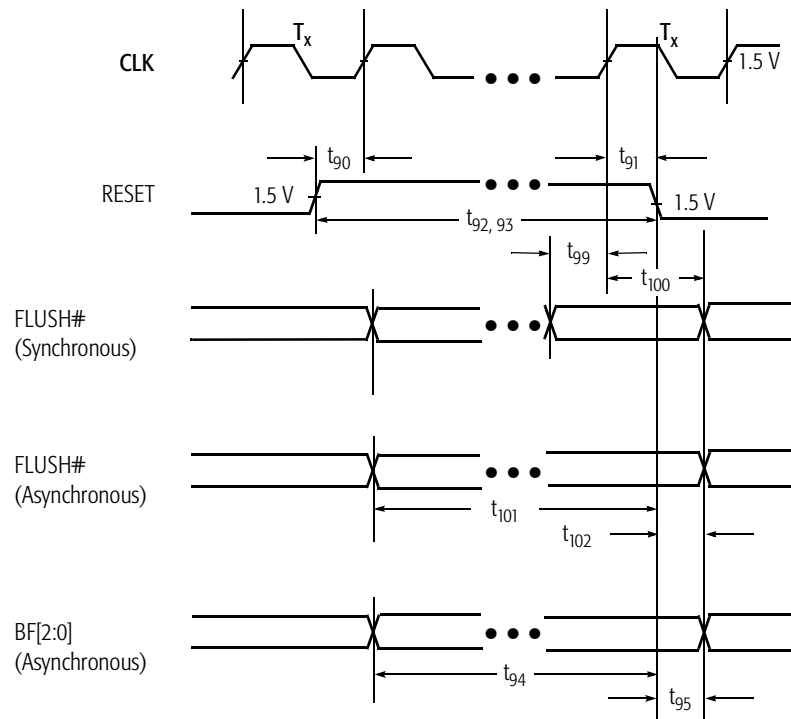 Tx
Tx
CLK
1.5 V
t90
t91
RESET
1.5 V
1.5 V
t92, 93
t99
t100
FLUSH#
(Synchronous)
FLUSH#
(Asynchronous)
t101
t102
BF[2:0]
(Asynchronous)
t94
t95